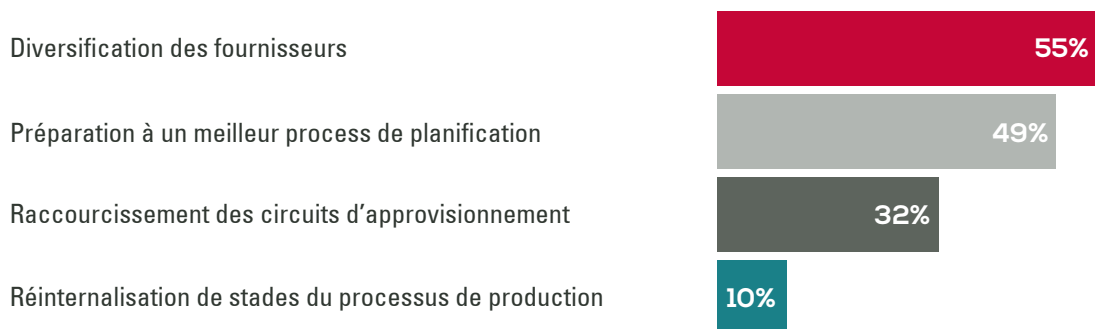 Diversification des fournisseurs 55%
Préparation à un meilleur process de planification 49%
Raccourcissement des circuits d’approvisionnement 32%
Réinternalisation de stades du processus de production 10%